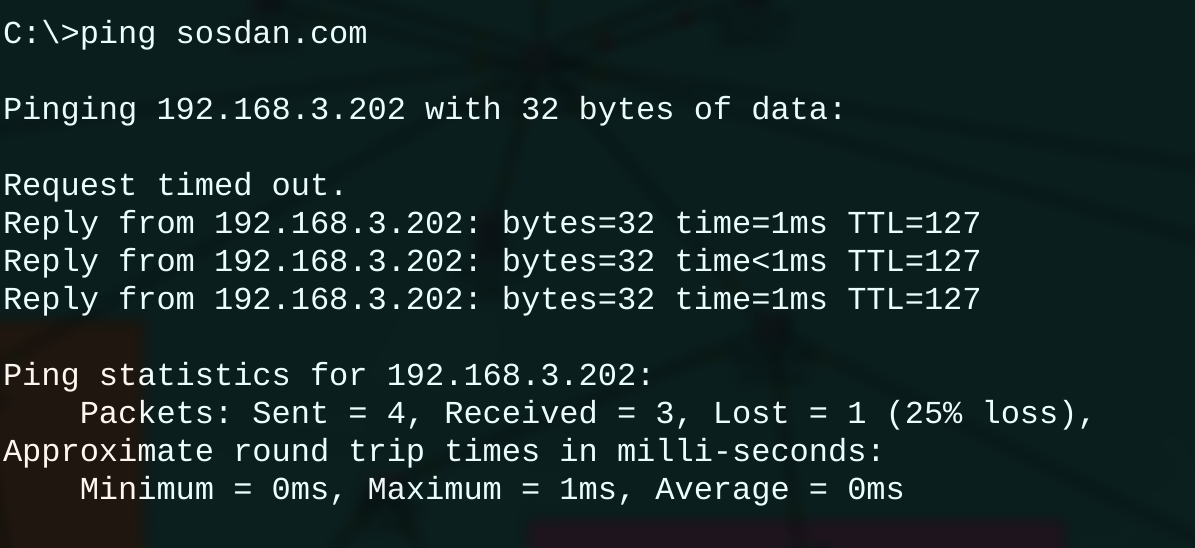 C:\>ping sosdan.com
Pinging 192.168.3.202 with 32 bytes of data:
Request timed out.
Reply from 192.168.3.202: bytes=32 time=1ms TTL=127
Reply from 192.168.3.202: bytes=32 time<1ms TTL=127
Reply from 192.168.3.202: bytes=32 time=1ms TTL=127
Ping statistics for 192.168.3.202:
    Packets: Sent = 4, Received = 3, Lost = 1 (25% loss),
Approximate round trip times in milli-seconds:
    Minimum = 0ms, Maximum = 1ms, Average = 0ms